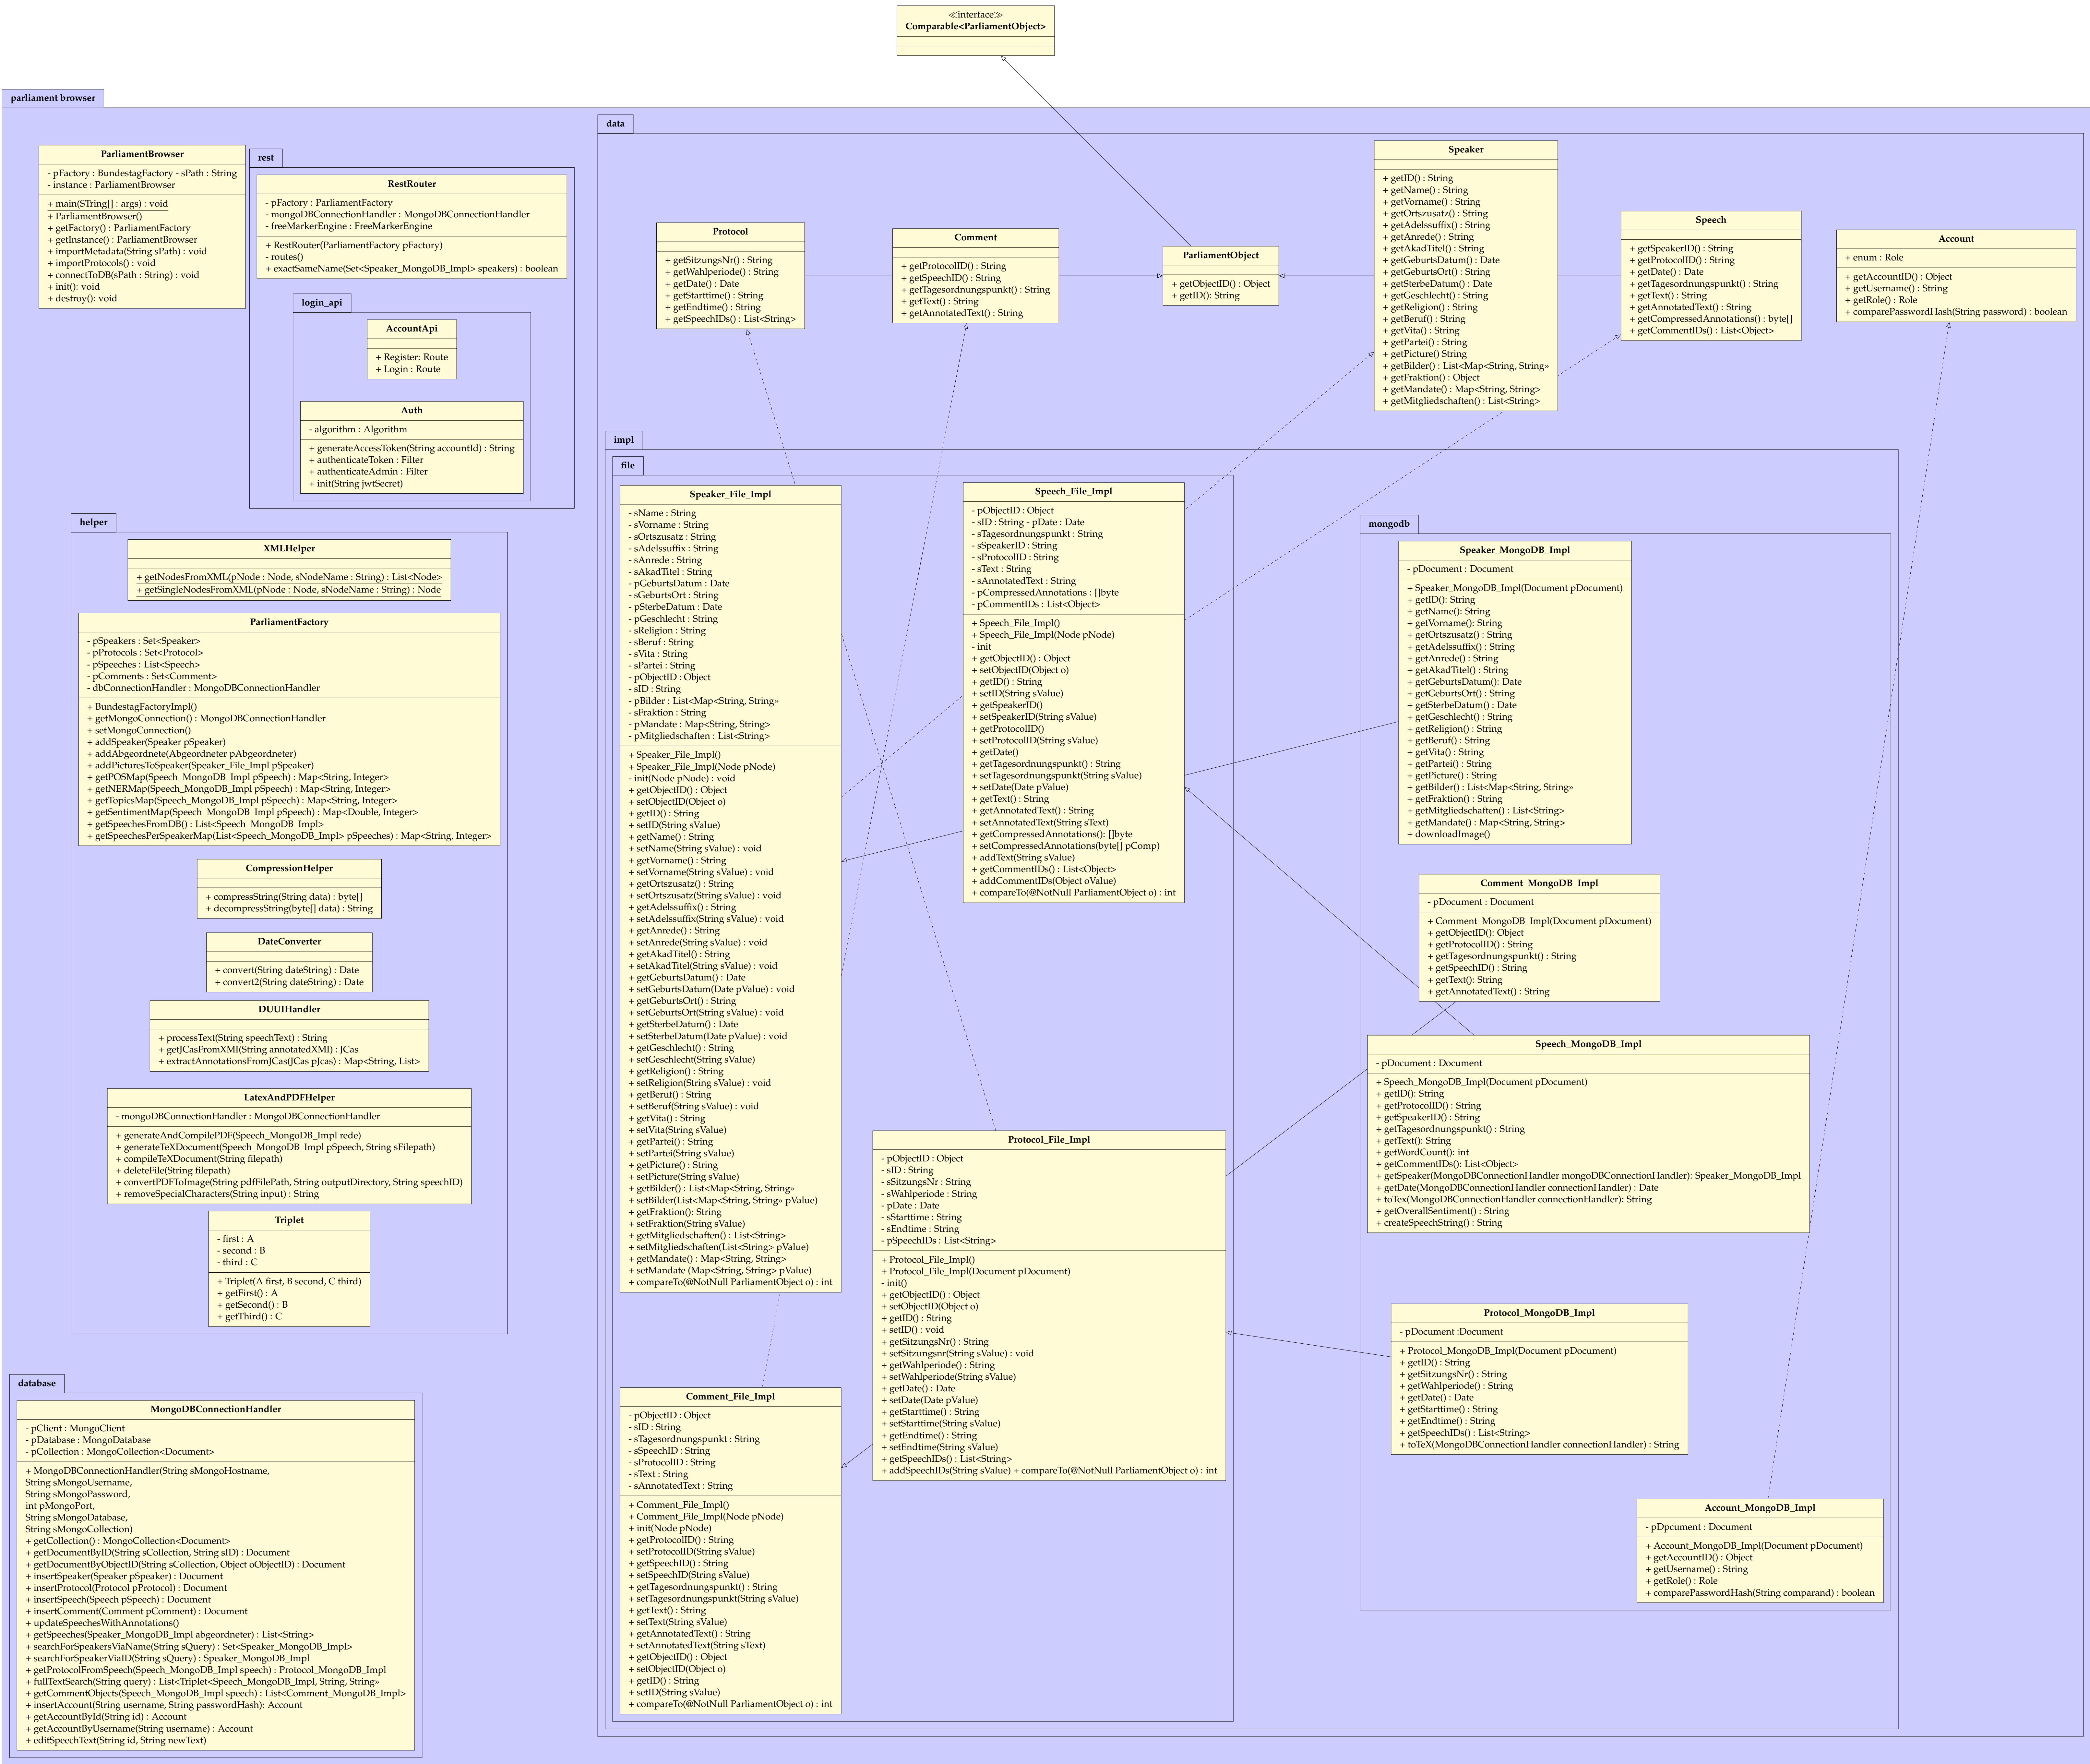 ≪interface≫
Comparable<ParliamentObject>
parliament browser
ParliamentBrowser
- pFactory : BundestagFactory - sPath : String
- instance : ParliamentBrowser
+ main(STring[] : args) : void
+ ParliamentBrowser()
+ getFactory() : ParliamentFactory
+ getInstance() : ParliamentBrowser
+ importMetadata(String sPath) : void
+ importProtocols() : void
+ connectToDB(sPath : String) : void
+ init(): void
+ destroy(): void
rest
RestRouter
- pFactory : ParliamentFactory
- mongoDBConnectionHandler : MongoDBConnectionHandler
- freeMarkerEngine : FreeMarkerEngine
+ RestRouter(ParliamentFactory pFactory)
- routes()
+ exactSameName(Set<Speaker_MongoDB_Impl> speakers) : boolean
login_api
AccountApi
+ Register: Route
+ Login : Route
Auth
- algorithm : Algorithm
+ generateAccessToken(String accountId) : String
+ authenticateToken : Filter
+ authenticateAdmin : Filter
+ init(String jwtSecret)
helper
XMLHelper
+ getNodesFromXML(pNode : Node, sNodeName : String) : List<Node>
+ getSingleNodesFromXML(pNode : Node, sNodeName : String) : Node
ParliamentFactory
- pSpeakers : Set<Speaker>
- pProtocols : Set<Protocol>
- pSpeeches : List<Speech>
- pComments : Set<Comment>
- dbConnectionHandler : MongoDBConnectionHandler
+ BundestagFactoryImpl()
+ getMongoConnection() : MongoDBConnectionHandler
+ setMongoConnection()
+ addSpeaker(Speaker pSpeaker)
+ addAbgeordnete(Abgeordneter pAbgeordneter)
+ addPicturesToSpeaker(Speaker_File_Impl pSpeaker)
+ getPOSMap(Speech_MongoDB_Impl pSpeech) : Map<String, Integer>
+ getNERMap(Speech_MongoDB_Impl pSpeech) : Map<String, Integer>
+ getTopicsMap(Speech_MongoDB_Impl pSpeech) : Map<String, Integer>
+ getSentimentMap(Speech_MongoDB_Impl pSpeech) : Map<Double, Integer>
+ getSpeechesFromDB() : List<Speech_MongoDB_Impl>
+ getSpeechesPerSpeakerMap(List<Speech_MongoDB_Impl> pSpeeches) : Map<String, Integer>
CompressionHelper
+ compressString(String data) : byte[]
+ decompressString(byte[] data) : String
DateConverter
+ convert(String dateString) : Date
+ convert2(String dateString) : Date
DUUIHandler
+ processText(String speechText) : String
+ getJCasFromXMI(String annotatedXMI) : JCas
+ extractAnnotationsFromJCas(JCas pJcas) : Map<String, List>
LatexAndPDFHelper
- mongoDBConnectionHandler : MongoDBConnectionHandler
+ generateAndCompilePDF(Speech_MongoDB_Impl rede)
+ generateTeXDocument(Speech_MongoDB_Impl pSpeech, String sFilepath)
+ compileTeXDocument(String filepath)
+ deleteFile(String filepath)
+ convertPDFToImage(String pdfFilePath, String outputDirectory, String speechID)
+ removeSpecialCharacters(String input) : String
Triplet
- first : A
- second : B
- third : C
+ Triplet(A first, B second, C third)
+ getFirst() : A
+ getSecond() : B
+ getThird() : C
database
MongoDBConnectionHandler
- pClient : MongoClient
- pDatabase : MongoDatabase
- pCollection : MongoCollection<Document>
+ MongoDBConnectionHandler(String sMongoHostname,
String sMongoUsername,
String sMongoPassword,
int pMongoPort,
String sMongoDatabase,
String sMongoCollection)
+ getCollection() : MongoCollection<Document>
+ getDocumentByID(String sCollection, String sID) : Document
+ getDocumentByObjectID(String sCollection, Object oObjectID) : Document
+ insertSpeaker(Speaker pSpeaker) : Document
+ insertProtocol(Protocol pProtocol) : Document
+ insertSpeech(Speech pSpeech) : Document
+ insertComment(Comment pComment) : Document
+ updateSpeechesWithAnnotations()
+ getSpeeches(Speaker_MongoDB_Impl abgeordneter) : List<String>
+ searchForSpeakersViaName(String sQuery) : Set<Speaker_MongoDB_Impl>
+ searchForSpeakerViaID(String sQuery) : Speaker_MongoDB_Impl
+ getProtocolFromSpeech(Speech_MongoDB_Impl speech) : Protocol_MongoDB_Impl
+ fullTextSearch(String query) : List<Triplet<Speech_MongoDB_Impl, String, String»
+ getCommentObjects(Speech_MongoDB_Impl speech) : List<Comment_MongoDB_Impl>
+ insertAccount(String username, String passwordHash): Account
+ getAccountById(String id) : Account
+ getAccountByUsername(String username) : Account
+ editSpeechText(String id, String newText)
data
Protocol
+ getSitzungsNr() : String
+ getWahlperiode() : String
+ getDate() : Date
+ getStarttime() : String
+ getEndtime() : String
+ getSpeechIDs() : List<String>
Comment
+ getProtocolID() : String
+ getSpeechID() : String
+ getTagesordnungspunkt() : String
+ getText() : String
+ getAnnotatedText() : String
ParliamentObject
+ getObjectID() : Object
+ getID(): String
Speaker
+ getID() : String
+ getName() : String
+ getVorname() : String
+ getOrtszusatz() : String
+ getAdelssuffix() : String
+ getAnrede() : String
+ getAkadTitel() : String
+ getGeburtsDatum() : Date
+ getGeburtsOrt() : String
+ getSterbeDatum() : Date
+ getGeschlecht() : String
+ getReligion() : String
+ getBeruf() : String
+ getVita() : String
+ getPartei() : String
+ getPicture() String
+ getBilder() : List<Map<String, String»
+ getFraktion() : Object
+ getMandate() : Map<String, String>
+ getMitgliedschaften() : List<String>
Speech
+ getSpeakerID() : String
+ getProtocolID() : String
+ getDate() : Date
+ getTagesordnungspunkt() : String
+ getText() : String
+ getAnnotatedText() : String
+ getCompressedAnnotations() : byte[]
+ getCommentIDs() : List<Object>
Account
+ enum : Role
+ getAccountID() : Object
+ getUsername() : String
+ getRole() : Role
+ comparePasswordHash(String password) : boolean
impl
file
Speaker_File_Impl
- sName : String
- sVorname : String
- sOrtszusatz : String
- sAdelssuffix : String
- sAnrede : String
- sAkadTitel : String
- pGeburtsDatum : Date
- sGeburtsOrt : String
- pSterbeDatum : Date
- pGeschlecht : String
- sReligion : String
- sBeruf : String
- sVita : String
- sPartei : String
- pObjectID : Object
- sID : String
- pBilder : List<Map<String, String»
- sFraktion : String
- pMandate : Map<String, String>
- pMitgliedschaften : List<String>
+ Speaker_File_Impl()
+ Speaker_File_Impl(Node pNode)
- init(Node pNode) : void
+ getObjectID() : Object
+ setObjectID(Object o)
+ getID() : String
+ setID(String sValue)
+ getName() : String
+ setName(String sValue) : void
+ getVorname() : String
+ setVorname(String sValue) : void
+ getOrtszusatz() : String
+ setOrtszusatz(String sValue) : void
+ getAdelssuffix() : String
+ setAdelssuffix(String sValue) : void
+ getAnrede() : String
+ setAnrede(String sValue) : void
+ getAkadTitel() : String
+ setAkadTitel(String sValue) : void
+ getGeburtsDatum() : Date
+ setGeburtsDatum(Date pValue) : void
+ getGeburtsOrt() : String
+ setGeburtsOrt(String sValue) : void
+ getSterbeDatum() : Date
+ setSterbeDatum(Date pValue) : void
+ getGeschlecht() : String
+ setGeschlecht(String sValue)
+ getReligion() : String
+ setReligion(String sValue) : void
+ getBeruf() : String
+ setBeruf(String sValue) : void
+ getVita() : String
+ setVita(String sValue)
+ getPartei() : String
+ setPartei(String sValue)
+ getPicture() : String
+ setPicture(String sValue)
+ getBilder() : List<Map<String, String»
+ setBilder(List<Map<String, String» pValue)
+ getFraktion(): String
+ setFraktion(String sValue)
+ getMitgliedschaften() : List<String>
+ setMitgliedschaften(List<String> pValue)
+ getMandate() : Map<String, String>
+ setMandate (Map<String, String> pValue)
+ compareTo(@NotNull ParliamentObject o) : int
Speech_File_Impl
- pObjectID : Object
- sID : String - pDate : Date
- sTagesordnungspunkt : String
- sSpeakerID : String
- sProtocolID : String
- sText : String
- sAnnotatedText : String
- pCompressedAnnotations : []byte
- pCommentIDs : List<Object>
+ Speech_File_Impl()
+ Speech_File_Impl(Node pNode)
- init
+ getObjectID() : Object
+ setObjectID(Object o)
+ getID() : String
+ setID(String sValue)
+ getSpeakerID()
+ setSpeakerID(String sValue)
+ getProtocolID()
+ setProtocolID(String sValue)
+ getDate()
+ getTagesordnungspunkt() : String
+ setTagesordnungspunkt(String sValue)
+ setDate(Date pValue)
+ getText() : String
+ getAnnotatedText() : String
+ setAnnotatedText(String sText)
+ getCompressedAnnotations(): []byte
+ setCompressedAnnotations(byte[] pComp)
+ addText(String sValue)
+ getCommentIDs() : List<Object>
+ addCommentIDs(Object oValue)
+ compareTo(@NotNull ParliamentObject o) : int
Protocol_File_Impl
- pObjectID : Object
- sID : String
- sSitzungsNr : String
- sWahlperiode : String
- pDate : Date
- sStarttime : String
- sEndtime : String
- pSpeechIDs : List<String>
+ Protocol_File_Impl()
+ Protocol_File_Impl(Document pDocument)
- init()
+ getObjectID() : Object
+ setObjectID(Object o)
+ getID() : String
+ setID() : void
+ getSitzungsNr() : String
+ setSitzungsnr(String sValue) : void
+ getWahlperiode() : String
+ setWahlperiode(String sValue)
+ getDate() : Date
+ setDate(Date pValue)
+ getStarttime() : String
+ setStarttime(String sValue)
+ getEndtime() : String
+ setEndtime(String sValue)
+ getSpeechIDs() : List<String>
+ addSpeechIDs(String sValue) + compareTo(@NotNull ParliamentObject o) : int
Comment_File_Impl
- pObjectID : Object
- sID : String
- sTagesordnungspunkt : String
- sSpeechID : String
- sProtocolID : String
- sText : String
- sAnnotatedText : String
+ Comment_File_Impl()
+ Comment_File_Impl(Node pNode)
+ init(Node pNode)
+ getProtocolID() : String
+ setProtocolID(String sValue)
+ getSpeechID() : String
+ setSpeechID(String sValue)
+ getTagesordnungspunkt() : String
+ setTagesordnungspunkt(String sValue)
+ getText() : String
+ setText(String sValue)
+ getAnnotatedText() : String
+ setAnnotatedText(String sText)
+ getObjectID() : Object
+ setObjectID(Object o)
+ getID() : String
+ setID(String sValue)
+ compareTo(@NotNull ParliamentObject o) : int
mongodb
Speaker_MongoDB_Impl
- pDocument : Document
+ Speaker_MongoDB_Impl(Document pDocument)
+ getID(): String
+ getName(): String
+ getVorname(): String
+ getOrtszusatz() : String
+ getAdelssuffix() : String
+ getAnrede() : String
+ getAkadTitel() : String
+ getGeburtsDatum(): Date
+ getGeburtsOrt() : String
+ getSterbeDatum() : Date
+ getGeschlecht() : String
+ getReligion() : String
+ getBeruf() : String
+ getVita() : String
+ getPartei() : String
+ getPicture() : String
+ getBilder() : List<Map<String, String»
+ getFraktion() : String
+ getMitgliedschaften() : List<String>
+ getMandate() : Map<String, String>
+ downloadImage()
Comment_MongoDB_Impl
- pDocument : Document
+ Comment_MongoDB_Impl(Document pDocument)
+ getObjectID(): Object
+ getProtocolID() : String
+ getTagesordnungspunkt() : String
+ getSpeechID() : String
+ getText(): String
+ getAnnotatedText() : String
Speech_MongoDB_Impl
- pDocument : Document
+ Speech_MongoDB_Impl(Document pDocument)
+ getID(): String
+ getProtocolID() : String
+ getSpeakerID() : String
+ getTagesordnungspunkt() : String
+ getText(): String
+ getWordCount(): int
+ getCommentIDs(): List<Object>
+ getSpeaker(MongoDBConnectionHandler mongoDBConnectionHandler): Speaker_MongoDB_Impl
+ getDate(MongoDBConnectionHandler connectionHandler) : Date
+ toTex(MongoDBConnectionHandler connectionHandler): String
+ getOverallSentiment() : String
+ createSpeechString() : String
Protocol_MongoDB_Impl
- pDocument :Document
+ Protocol_MongoDB_Impl(Document pDocument)
+ getID() : String
+ getSitzungsNr() : String
+ getWahlperiode() : String
+ getDate() : Date
+ getStarttime() : String
+ getEndtime() : String
+ getSpeechIDs() : List<String>
+ toTeX(MongoDBConnectionHandler connectionHandler) : String
Account_MongoDB_Impl
- pDpcument : Document
+ Account_MongoDB_Impl(Document pDocument)
+ getAccountID() : Object
+ getUsername() : String
+ getRole() : Role
+ comparePasswordHash(String comparand) : boolean